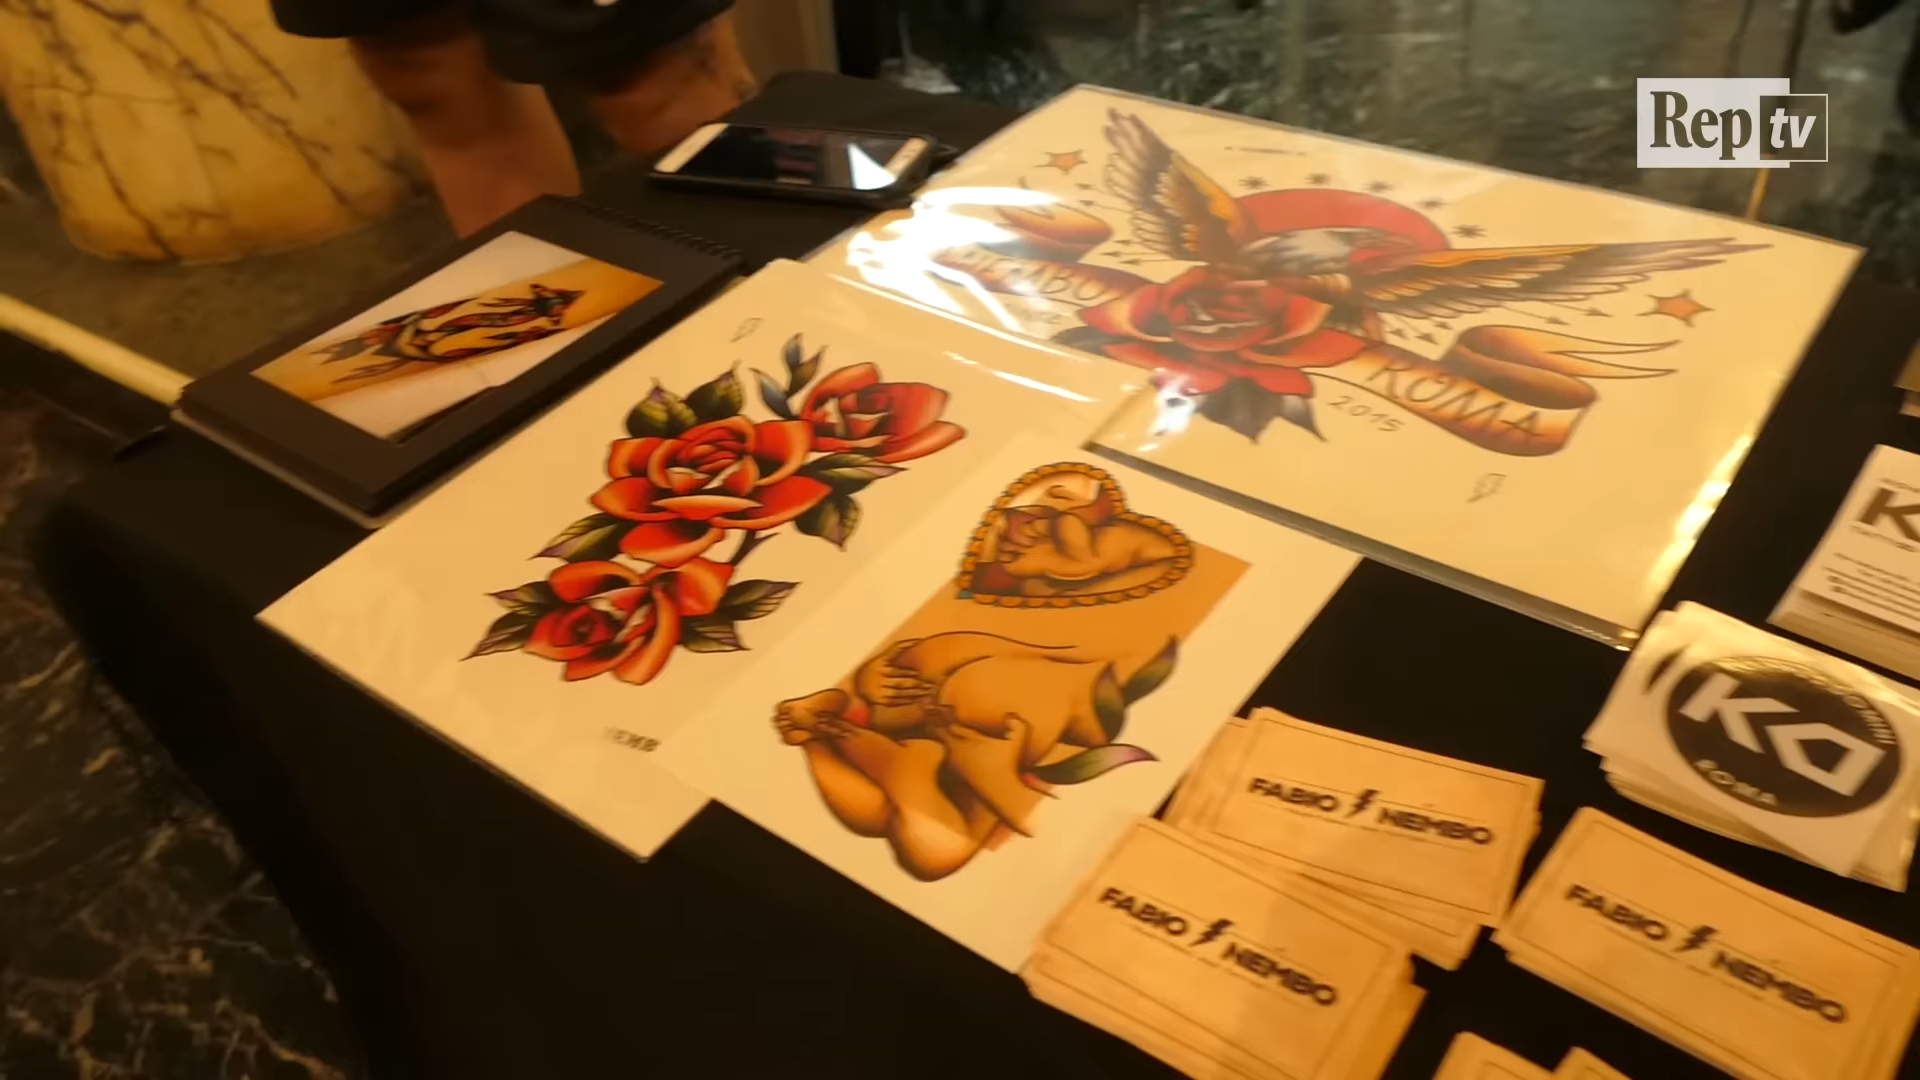 Rep tv
NEMBO
ROMA
2015
KO
ROMA
FABIO NEMBO
FABIO NEMBO
FABIO NEMBO